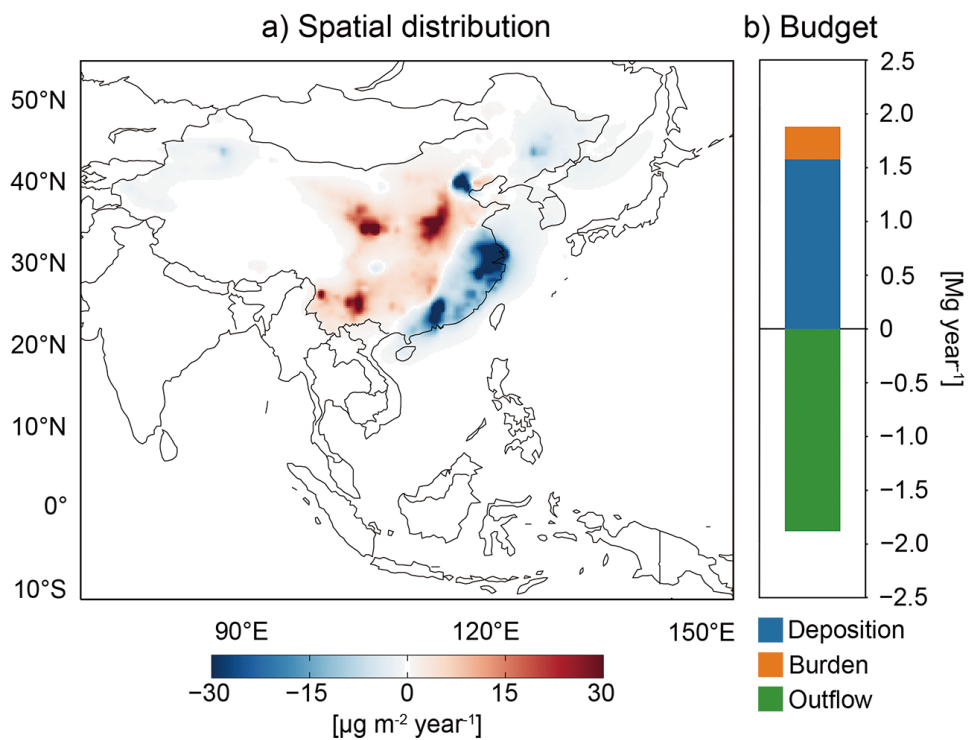 a) Spatial distribution
b) Budget
50°N
40°N
30°N
20°N
10°N
0°
10°S
90°E
120°E
150°E
−30
−15
0
15
30
[µg m⁻² year⁻¹]
2.5
2.0
1.5
1.0
0.5
0
−0.5
−1.0
−1.5
−2.0
−2.5
[Mg year⁻¹]
Deposition
Burden
Outflow